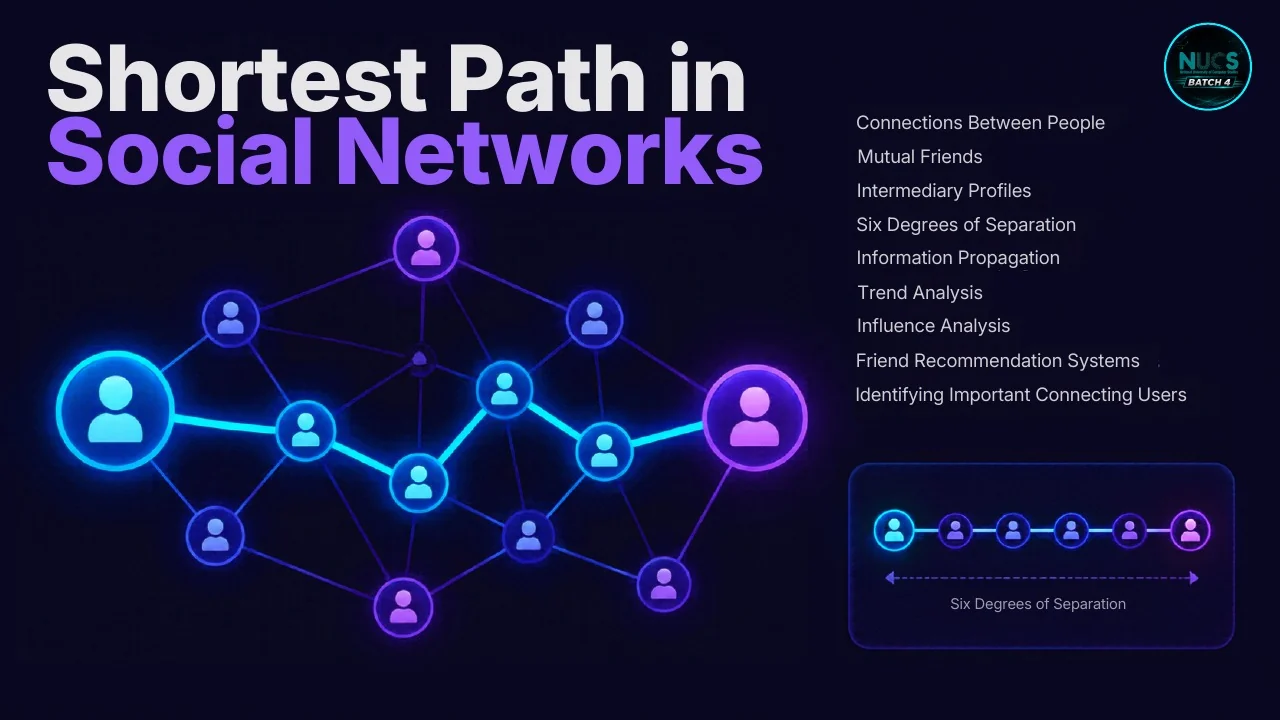 Shortest Path in
Social Networks
NUCS
BATCH 4
Connections Between People
Mutual Friends
Intermediary Profiles
Six Degrees of Separation
Information Propagation
Trend Analysis
Influence Analysis
Friend Recommendation Systems
Identifying Important Connecting Users
Six Degrees of Separation